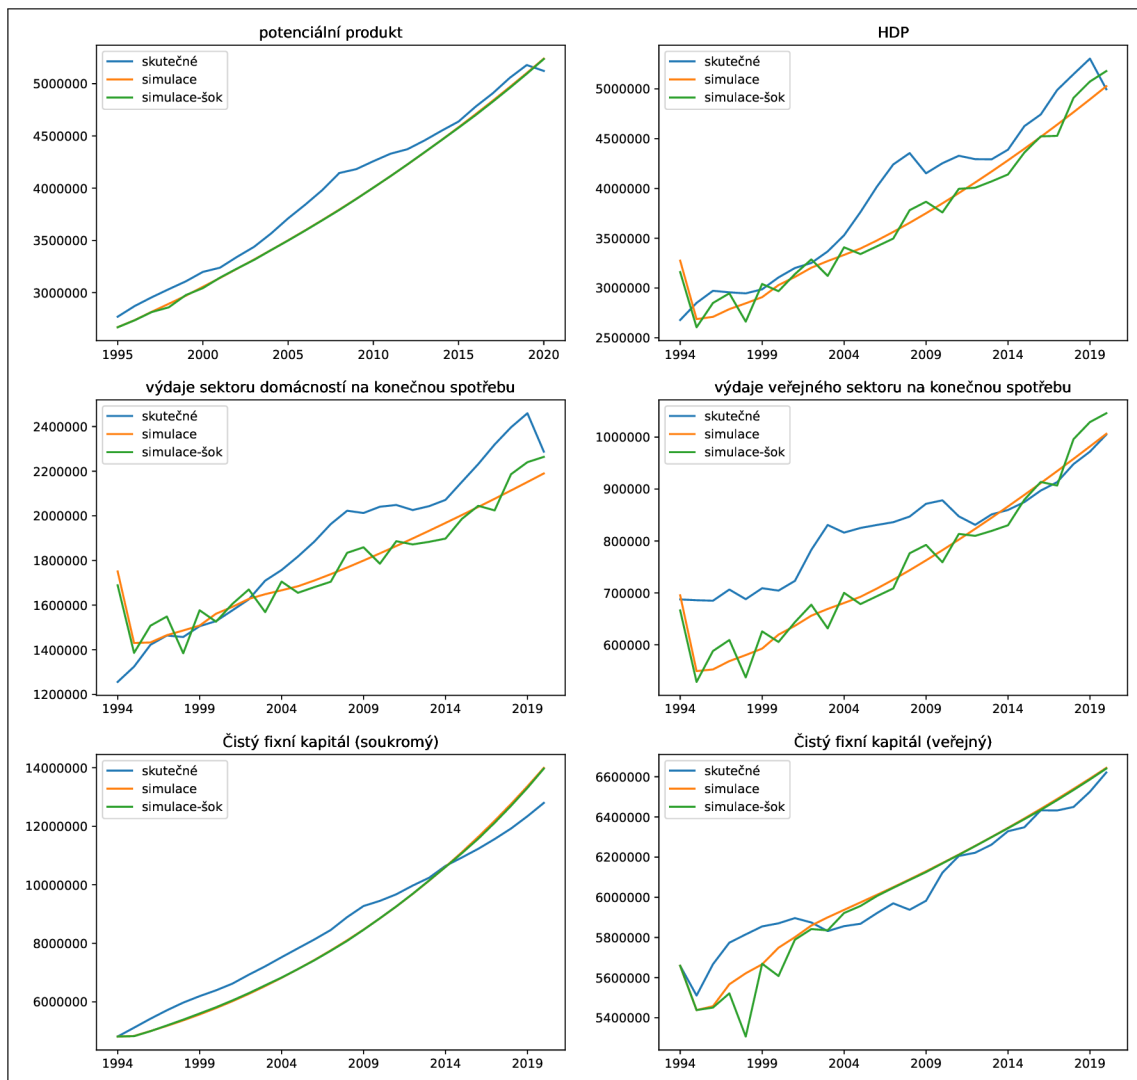 potenciální produkt
skutečné
simulace
simulace-šok
5000000
4500000
4000000
3500000
3000000
1995 2000 2005 2010 2015 2020
HDP
skutečné
simulace
simulace-šok
5000000
4500000
4000000
3500000
3000000
2500000
1994 1999 2004 2009 2014 2019
výdaje sektoru domácností na konečnou spotřebu
skutečné
simulace
simulace-šok
2400000
2200000
2000000
1800000
1600000
1400000
1200000
1994 1999 2004 2009 2014 2019
výdaje veřejného sektoru na konečnou spotřebu
skutečné
simulace
simulace-šok
1000000
900000
800000
700000
600000
1994 1999 2004 2009 2014 2019
Čistý fixní kapitál (soukromý)
skutečné
simulace
simulace-šok
14000000
12000000
10000000
8000000
6000000
1994 1999 2004 2009 2014 2019
Čistý fixní kapitál (veřejný)
skutečné
simulace
simulace-šok
6600000
6400000
6200000
6000000
5800000
5600000
5400000
1994 1999 2004 2009 2014 2019